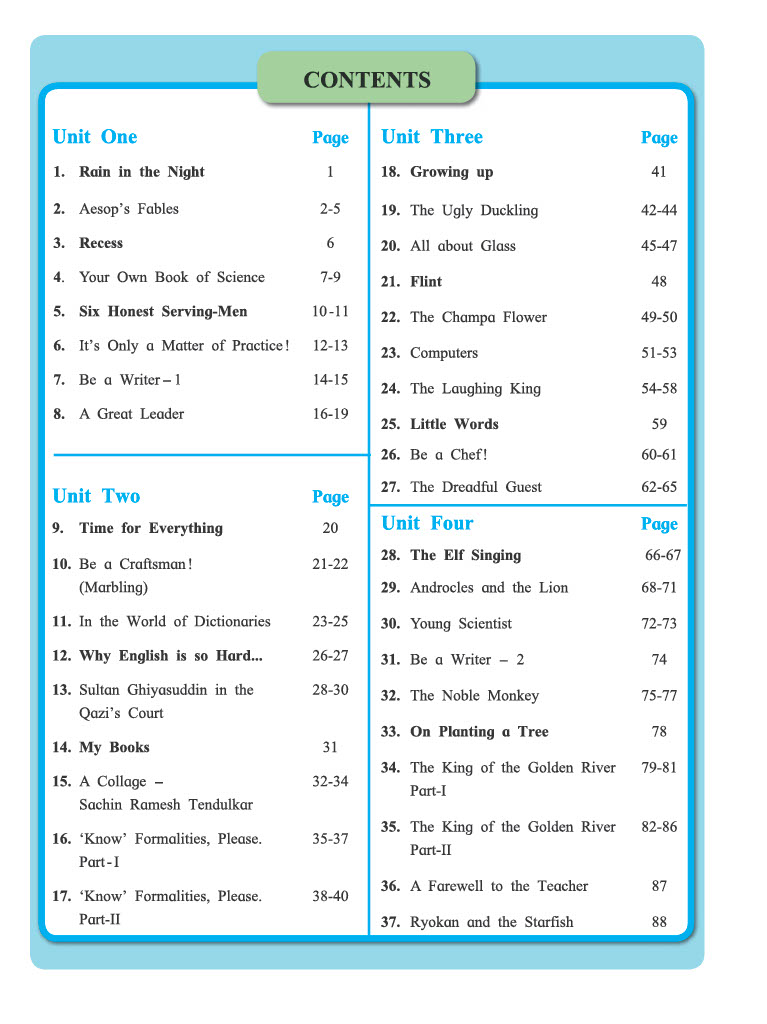 CONTENTS
Unit One Page
1. Rain in the Night 1
2. Aesop's Fables 2-5
3. Recess 6
4. Your Own Book of Science 7-9
5. Six Honest Serving-Men 10-11
6. It's Only a Matter of Practice! 12-13
7. Be a Writer – 1 14-15
8. A Great Leader 16-19
Unit Two Page
9. Time for Everything 20
10. Be a Craftsman! 21-22
(Marbling)
11. In the World of Dictionaries 23-25
12. Why English is so Hard... 26-27
13. Sultan Ghiyasuddin in the 28-30
Qazi's Court
14. My Books 31
15. A Collage – 32-34
Sachin Ramesh Tendulkar
16. 'Know' Formalities, Please. 35-37
Part-I
17. 'Know' Formalities, Please. 38-40
Part-II
Unit Three Page
18. Growing up 41
19. The Ugly Duckling 42-44
20. All about Glass 45-47
21. Flint 48
22. The Champa Flower 49-50
23. Computers 51-53
24. The Laughing King 54-58
25. Little Words 59
26. Be a Chef! 60-61
27. The Dreadful Guest 62-65
Unit Four Page
28. The Elf Singing 66-67
29. Androcles and the Lion 68-71
30. Young Scientist 72-73
31. Be a Writer – 2 74
32. The Noble Monkey 75-77
33. On Planting a Tree 78
34. The King of the Golden River 79-81
Part-I
35. The King of the Golden River 82-86
Part-II
36. A Farewell to the Teacher 87
37. Ryokan and the Starfish 88